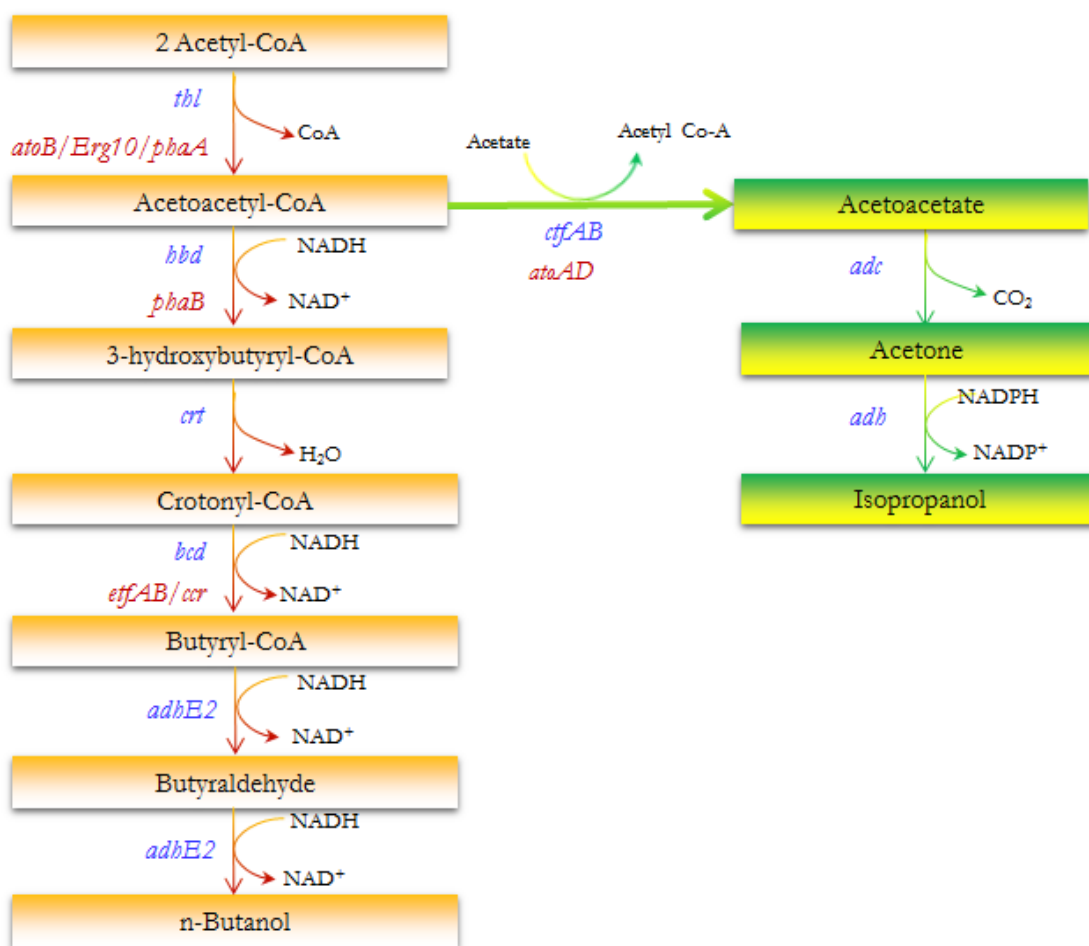 2 Acetyl-CoA
thl
CoA
atoB/Erg10/phaA
Acetate
Acetyl Co-A
Acetoacetyl-CoA
Acetoacetate
hbd
NADH
ctfAB
adc
phaB
NAD⁺
atoAD
CO₂
3-hydroxybutyryl-CoA
Acetone
crt
NADPH
adh
H₂O
NADP⁺
Crotonyl-CoA
Isopropanol
bcd
NADH
etfAB/ccr
NAD⁺
Butyryl-CoA
NADH
adhE2
NAD⁺
Butyraldehyde
NADH
adhE2
NAD⁺
n-Butanol